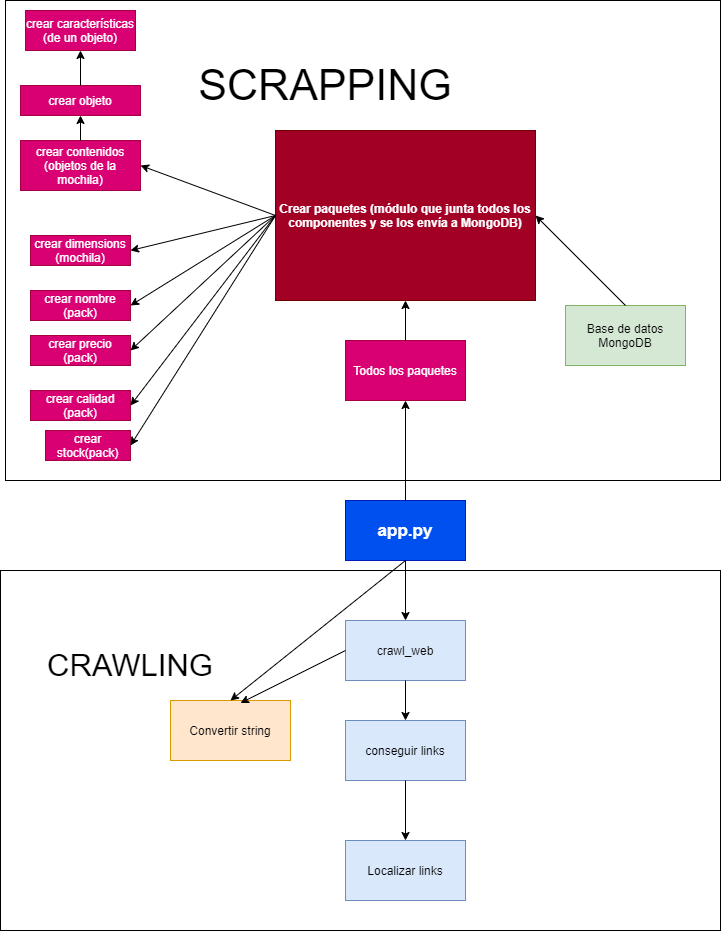 crear características
(de un objeto)
SCRAPPING
crear objeto
crear contenidos
(objetos de la
mochila)
Crear paquetes (módulo que junta todos los
componentes y se los envía a MongoDB)
crear dimensions
(mochila)
crear nombre
(pack)
Base de datos
MongoDB
crear precio
(pack)
Todos los paquetes
crear calidad
(pack)
crear
stock(pack)
app.py
CRAWLING
crawl_web
Convertir string
conseguir links
Localizar links